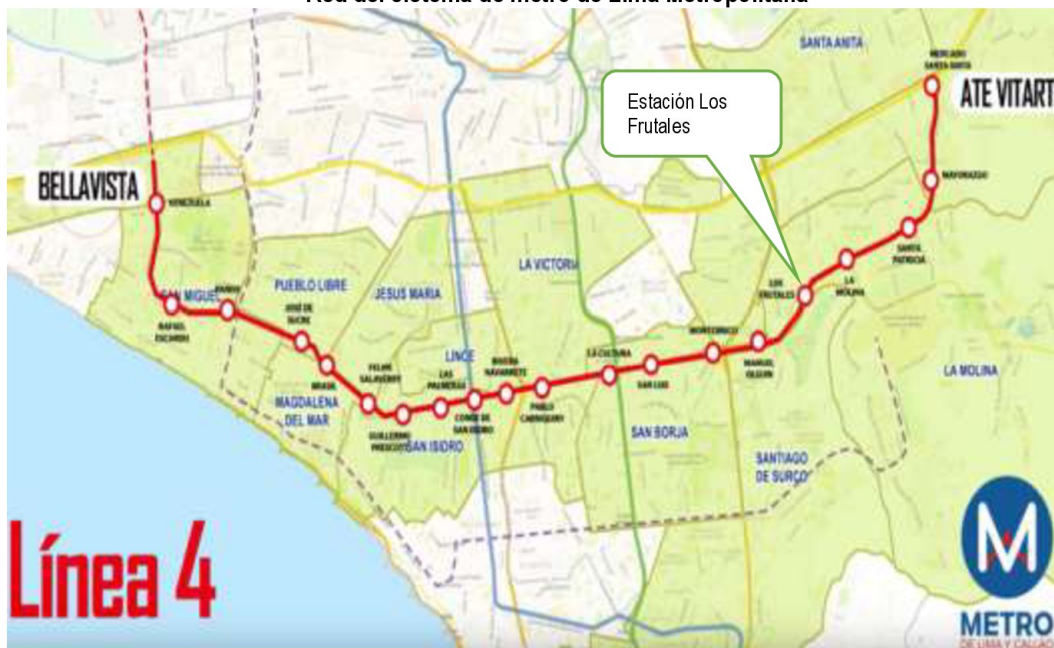 Red del sistema de metro de Lima Metropolitana
SANTA ANITA
MERCADO
SANTA ANITA
ATE VITART
Estación Los
Frutales
BELLAVISTA
VENEZUELA
MAYORAZGO
SANTA
PATRICIA
LA VICTORIA
LA
MOLINA
LOS
FRUTALES
PUEBLO LIBRE
JESUS MARIA
SAN MIGUEL
JOSÉ DE
SUCRE
RAFAEL
ESCARDO
MONTERRICO
LINCE
RIVERA
NAVARRETE
LA CULTURA
MANUEL
OLGUIN
FELIPE
SALAVERRY
LAS
PALMERAS
SAN LUIS
BRASIL
LA MOLINA
MAGDALENA
DEL MAR
CONDE DE
SAN ISIDRO
PABLO
CARRIQUIRY
GUILLERMO
PRESCOTT
SAN ISIDRO
SAN BORJA
SANTIAGO
DE SURCO
Línea 4
M
METRO
DE LIMA Y CALLAO